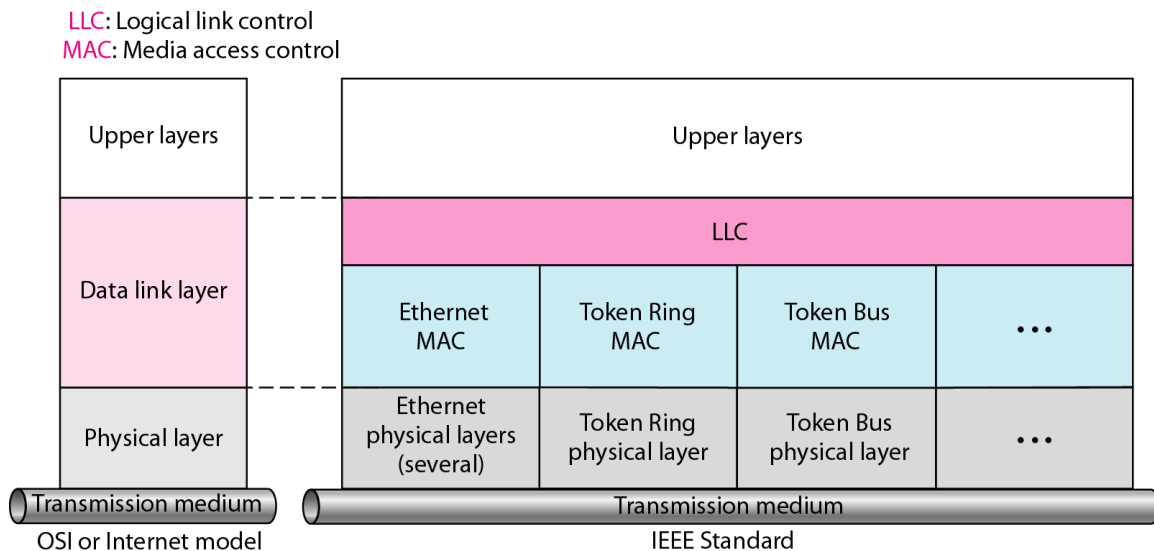 LLC: Logical link control
MAC: Media access control
Upper layers
Upper layers
LLC
Data link layer
Ethernet
MAC
Token Ring
MAC
Token Bus
MAC
...
Physical layer
Ethernet
physical layers
(several)
Token Ring
physical layer
Token Bus
physical layer
...
Transmission medium
Transmission medium
OSI or Internet model
IEEE Standard